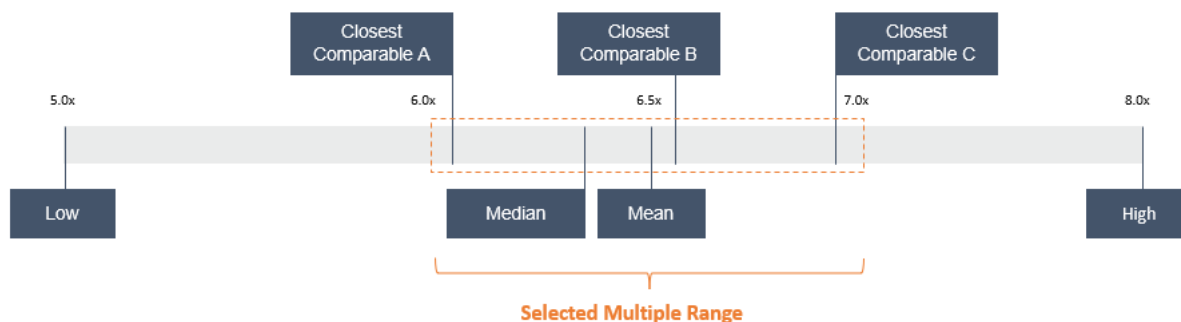 Closest
Comparable A
Closest
Comparable B
Closest
Comparable C
5.0x
6.0x
6.5x
7.0x
8.0x
Low
Median
Mean
High
Selected Multiple Range